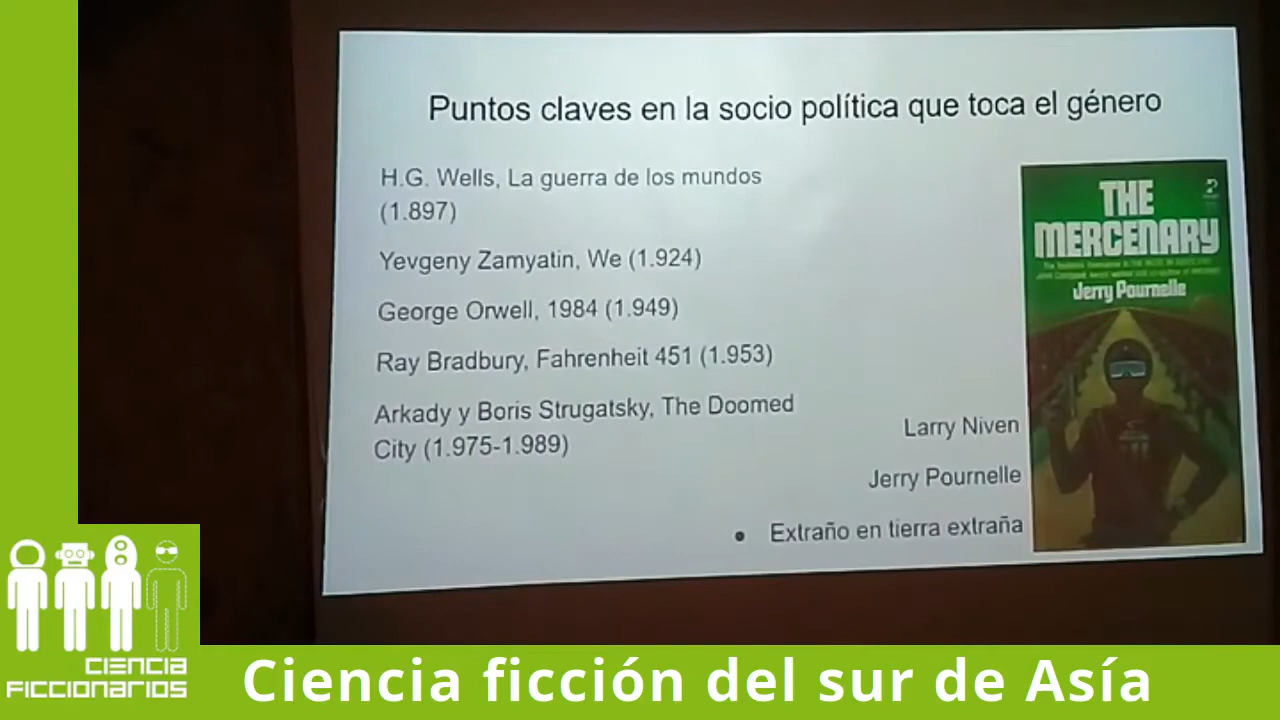 Puntos claves en la socio política que toca el género
H.G. Wells, La guerra de los mundos
(1.897)
Yevgeny Zamyatin, We (1.924)
George Orwell, 1984 (1.949)
Ray Bradbury, Fahrenheit 451 (1.953)
Arkady y Boris Strugatsky, The Doomed
City (1.975-1.989)
Larry Niven
Jerry Pournelle
• Extraño en tierra extraña
THE
MERCENARY
Jerry Pournelle
CIENCIA
FICCIONARIOS
Ciencia ficción del sur de Asía